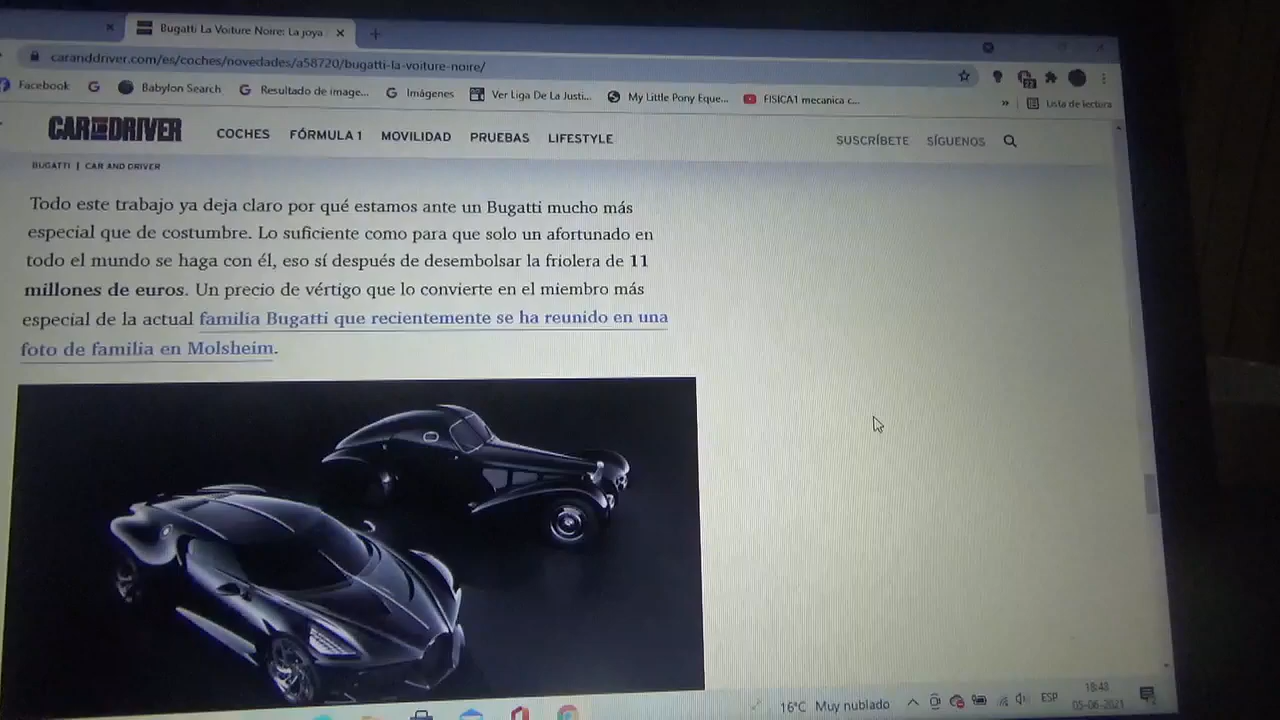 Bugatti La Voiture Noire: La joya
caranddriver.com/es/coches/novedades/a58720/bugatti-la-voiture-noire/
Facebook
Babylon Search
Resultado de image...
Imágenes
Ver Liga De La Justi...
My Little Pony Eque...
FISICA1 mecanica c...
»
Lista de lectura
CAR AND DRIVER
COCHES
FÓRMULA 1
MOVILIDAD
PRUEBAS
LIFESTYLE
SUSCRÍBETE
SÍGUENOS
BUGATTI | CAR AND DRIVER
Todo este trabajo ya deja claro por qué estamos ante un Bugatti mucho más
especial que de costumbre. Lo suficiente como para que solo un afortunado en
todo el mundo se haga con él, eso sí después de desembolsar la friolera de 11
millones de euros. Un precio de vértigo que lo convierte en el miembro más
especial de la actual familia Bugatti que recientemente se ha reunido en una
foto de familia en Molsheim.
16°C Muy nublado
ESP
18:43
05-06-2021